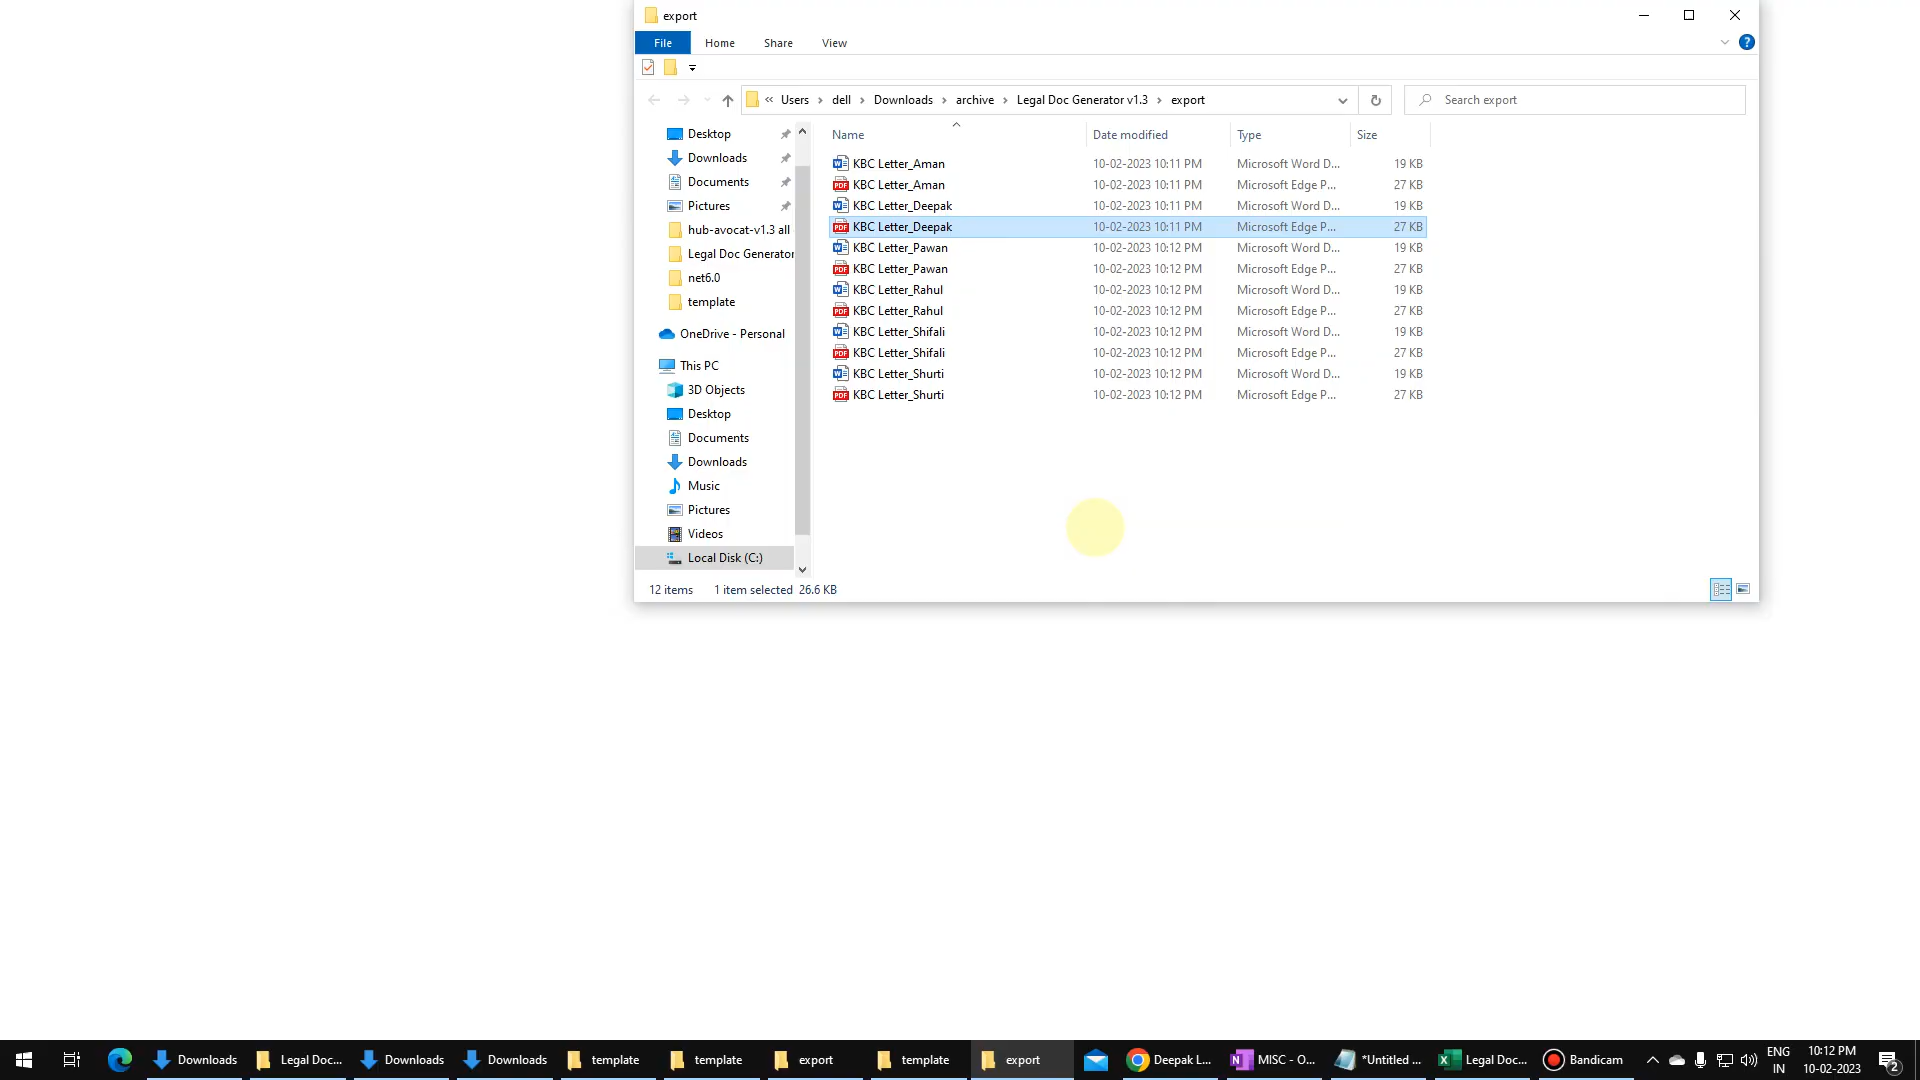 export
File Home Share View
?
« Users › dell › Downloads › archive › Legal Doc Generator v1.3 › export
Search export
Desktop
Downloads
Documents
Pictures
hub-avocat-v1.3 all
Legal Doc Generator
net6.0
template
OneDrive - Personal
This PC
3D Objects
Desktop
Documents
Downloads
Music
Pictures
Videos
Local Disk (C:)
Name Date modified Type Size
KBC Letter_Aman 10-02-2023 10:11 PM Microsoft Word D... 19 KB
PDF KBC Letter_Aman 10-02-2023 10:11 PM Microsoft Edge P... 27 KB
KBC Letter_Deepak 10-02-2023 10:11 PM Microsoft Word D... 19 KB
PDF KBC Letter_Deepak 10-02-2023 10:11 PM Microsoft Edge P... 27 KB
KBC Letter_Pawan 10-02-2023 10:12 PM Microsoft Word D... 19 KB
PDF KBC Letter_Pawan 10-02-2023 10:12 PM Microsoft Edge P... 27 KB
KBC Letter_Rahul 10-02-2023 10:12 PM Microsoft Word D... 19 KB
PDF KBC Letter_Rahul 10-02-2023 10:12 PM Microsoft Edge P... 27 KB
KBC Letter_Shifali 10-02-2023 10:12 PM Microsoft Word D... 19 KB
PDF KBC Letter_Shifali 10-02-2023 10:12 PM Microsoft Edge P... 27 KB
KBC Letter_Shurti 10-02-2023 10:12 PM Microsoft Word D... 19 KB
PDF KBC Letter_Shurti 10-02-2023 10:12 PM Microsoft Edge P... 27 KB
12 items 1 item selected 26.6 KB
Downloads Legal Doc... Downloads Downloads template template export template export Deepak L... MISC - O... *Untitled ... Legal Doc... Bandicam
ENG
IN
10:12 PM
10-02-2023
2